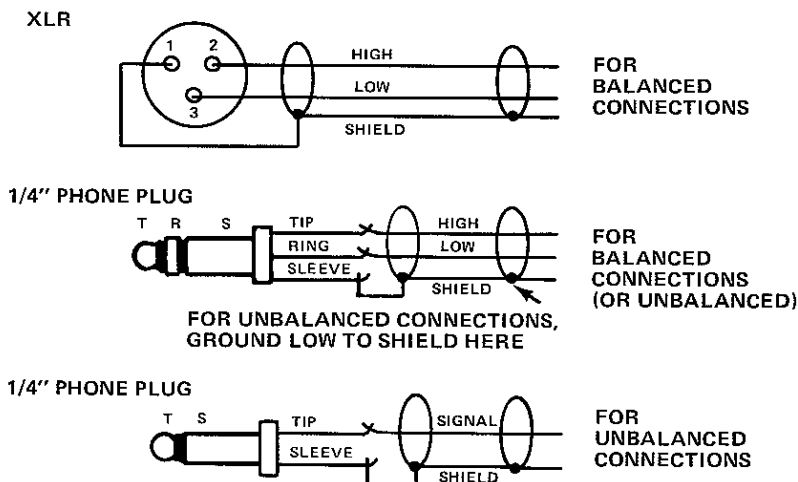 XLR
1 2
3
HIGH
LOW
SHIELD
FOR
BALANCED
CONNECTIONS
1/4" PHONE PLUG
T R S
TIP
RING
SLEEVE
HIGH
LOW
SHIELD
FOR
BALANCED
CONNECTIONS
(OR UNBALANCED)
FOR UNBALANCED CONNECTIONS,
GROUND LOW TO SHIELD HERE
1/4" PHONE PLUG
T S
TIP
SLEEVE
SIGNAL
SHIELD
FOR
UNBALANCED
CONNECTIONS